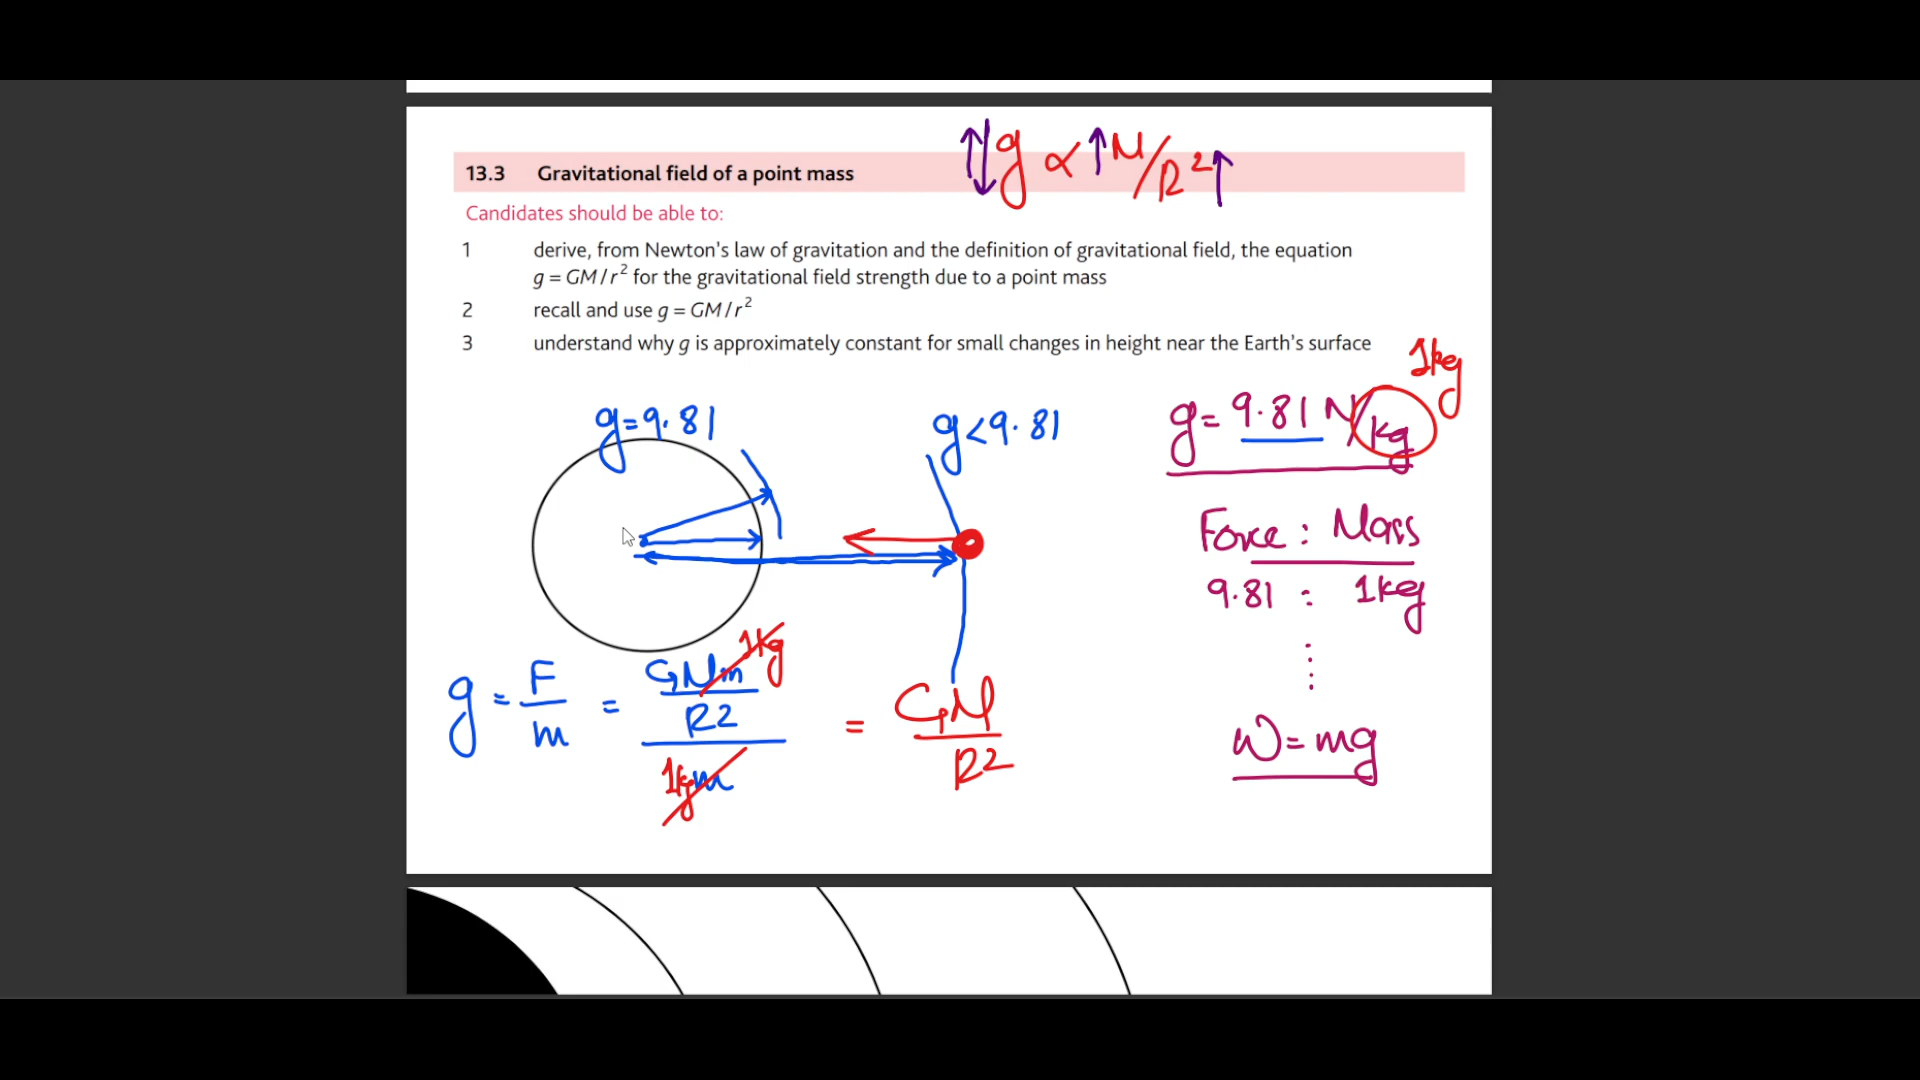 ↑↓g ∝ ↑M/R²↑
13.3 Gravitational field of a point mass
Candidates should be able to:
1 derive, from Newton's law of gravitation and the definition of gravitational field, the equation
g = GM/r² for the gravitational field strength due to a point mass
2 recall and use g = GM/r²
3 understand why g is approximately constant for small changes in height near the Earth's surface
1kg
g=9.81
g<9.81
g= 9.81 N/kg
Force : Mass
9.81 : 1kg
⋮
g = F/m = (GMm/R2)/m = GM/R2
1kg
1kg
W=mg